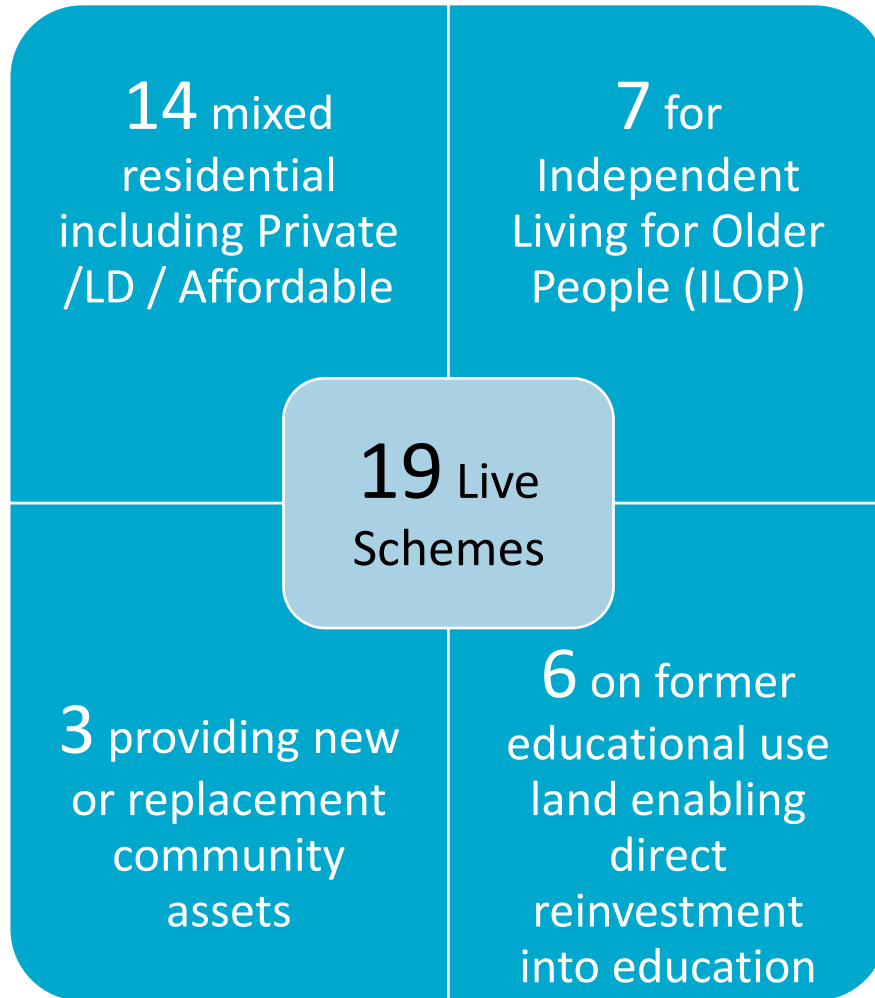 14 mixed
residential
including Private
/LD / Affordable
7 for
Independent
Living for Older
People (ILOP)
19 Live
Schemes
3 providing new
or replacement
community
assets
6 on former
educational use
land enabling
direct
reinvestment
into education